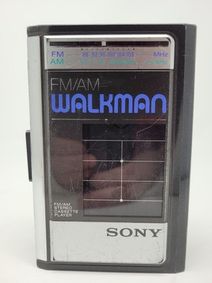 FM MHz
AM
FM/AM
WALKMAN
FM/AM
STEREO
CASSETTE
PLAYER
SONY